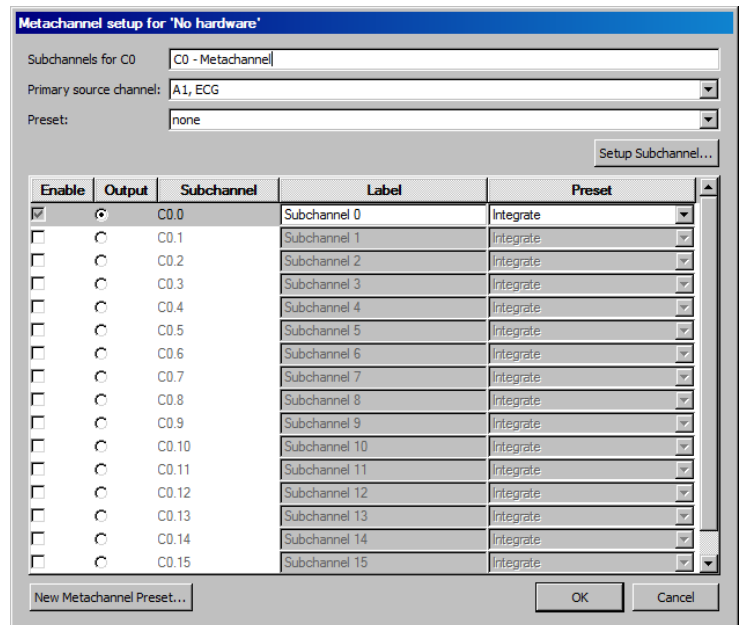 Metachannel setup for 'No hardware'
Subchannels for C0 C0 - Metachannel
Primary source channel: A1, ECG
Preset: none
Setup Subchannel...
Enable Output Subchannel Label Preset
C0.0 Subchannel 0 Integrate
C0.1 Subchannel 1 Integrate
C0.2 Subchannel 2 Integrate
C0.3 Subchannel 3 Integrate
C0.4 Subchannel 4 Integrate
C0.5 Subchannel 5 Integrate
C0.6 Subchannel 6 Integrate
C0.7 Subchannel 7 Integrate
C0.8 Subchannel 8 Integrate
C0.9 Subchannel 9 Integrate
C0.10 Subchannel 10 Integrate
C0.11 Subchannel 11 Integrate
C0.12 Subchannel 12 Integrate
C0.13 Subchannel 13 Integrate
C0.14 Subchannel 14 Integrate
C0.15 Subchannel 15 Integrate
New Metachannel Preset... OK Cancel